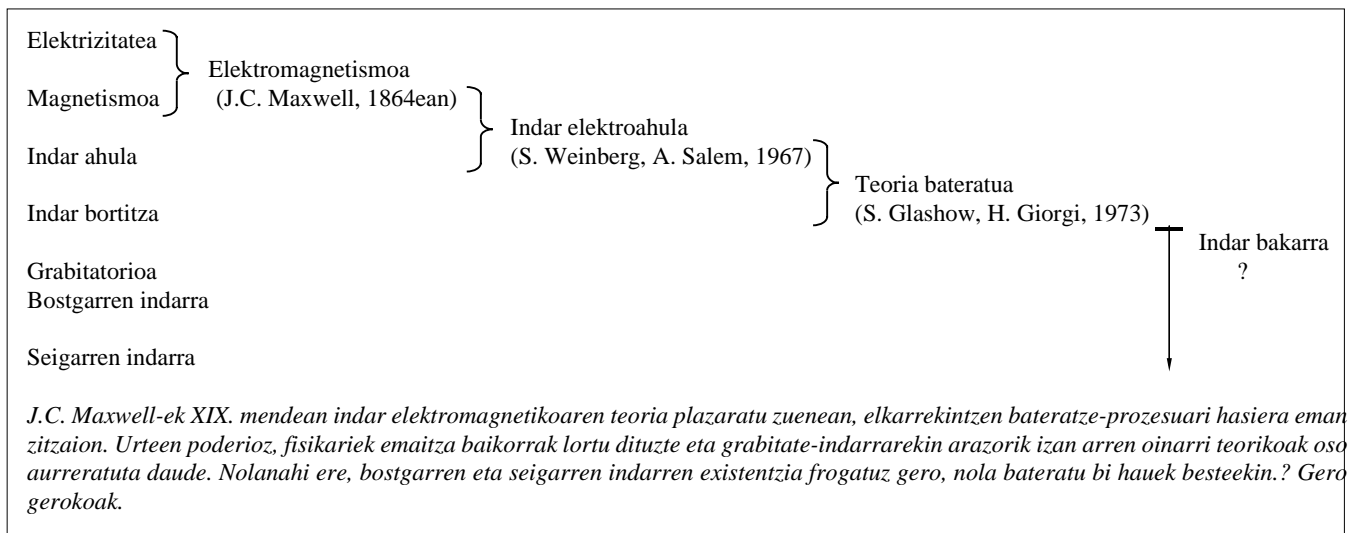 Elektrizitatea
Elektromagnetismoa
Magnetismoa
(J.C. Maxwell, 1864ean)
Indar elektroahula
Indar ahula
(S. Weinberg, A. Salem, 1967)
Teoria bateratua
Indar bortitza
(S. Glashow, H. Giorgi, 1973)
Indar bakarra
Grabitatorioa
?
Bostgarren indarra
Seigarren indarra
J.C. Maxwell-ek XIX. mendean indar elektromagnetikoaren teoria plazaratu zuenean, elkarrekintzen bateratze-prozesuari hasiera eman
zitzaion. Urteen poderioz, fisikariek emaitza baikorrak lortu dituzte eta grabitate-indarrarekin arazorik izan arren oinarri teorikoak oso
aurreratuta daude. Nolanahi ere, bostgarren eta seigarren indarren existentzia frogatuz gero, nola bateratu bi hauek besteekin.? Gero
gerokoak.